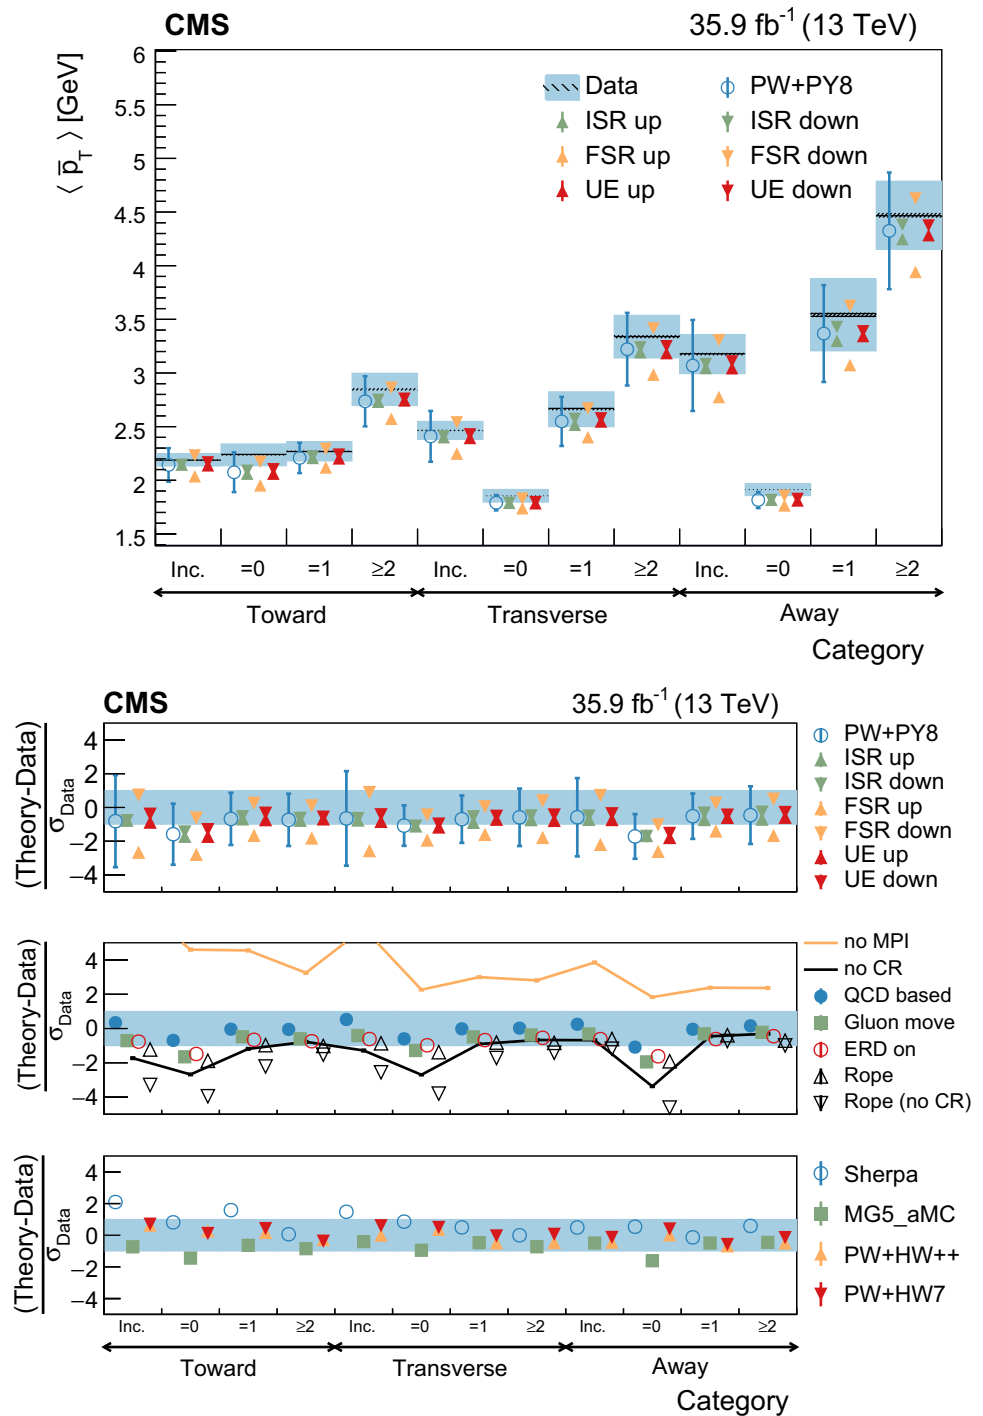 CMS 35.9 fb⁻¹ (13 TeV)
⟨ p̄_T ⟩ [GeV]
6
5.5
5
4.5
4
3.5
3
2.5
2
1.5
Data PW+PY8
ISR up ISR down
FSR up FSR down
UE up UE down
Inc. =0 =1 ≥2 Inc. =0 =1 ≥2 Inc. =0 =1 ≥2
Toward Transverse Away
Category
CMS 35.9 fb⁻¹ (13 TeV)
(Theory-Data)
σ_Data
4
2
0
−2
−4
PW+PY8
ISR up
ISR down
FSR up
FSR down
UE up
UE down
(Theory-Data)
σ_Data
4
2
0
−2
−4
no MPI
no CR
QCD based
Gluon move
ERD on
Rope
Rope (no CR)
(Theory-Data)
σ_Data
4
2
0
−2
−4
Sherpa
MG5_aMC
PW+HW++
PW+HW7
Inc. =0 =1 ≥2 Inc. =0 =1 ≥2 Inc. =0 =1 ≥2
Toward Transverse Away
Category